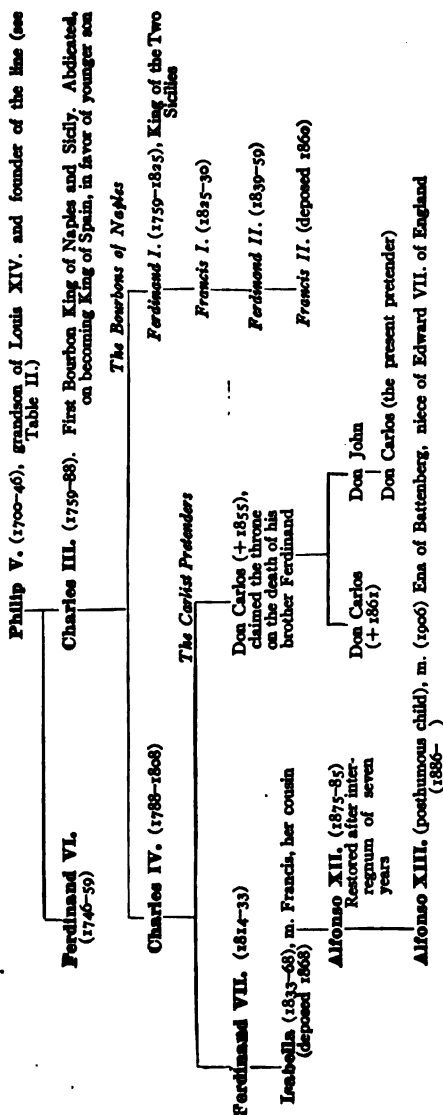 Philip V. (1700-46), grandson of Louis XIV. and founder of the line (see
Table II.)
Ferdinand VI.
(1746-59)
Charles III. (1759-88). First Bourbon King of Naples and Sicily. Abdicated,
on becoming King of Spain, in favor of younger son
The Bourbons of Naples
Charles IV. (1788-1808)
Ferdinand I. (1759-1825), King of the Two
Sicilies
Francis I. (1825-30)
Ferdinand II. (1839-59)
Francis II. (deposed 1860)
The Carlist Pretenders
Ferdinand VII. (1814-33)
Don Carlos (+1855),
claimed the throne
on the death of his
brother Ferdinand
Isabella (1833-68), m. Francis, her cousin
(deposed 1868)
Don Carlos
(+1861)
Don John
Don Carlos (the present pretender)
Alfonso XII. (1875-85)
Restored after inter-
regnum of seven
years
Alfonso XIII. (posthumous child), m. (1906) Ena of Battenberg, niece of Edward VII. of England
(1886-
)